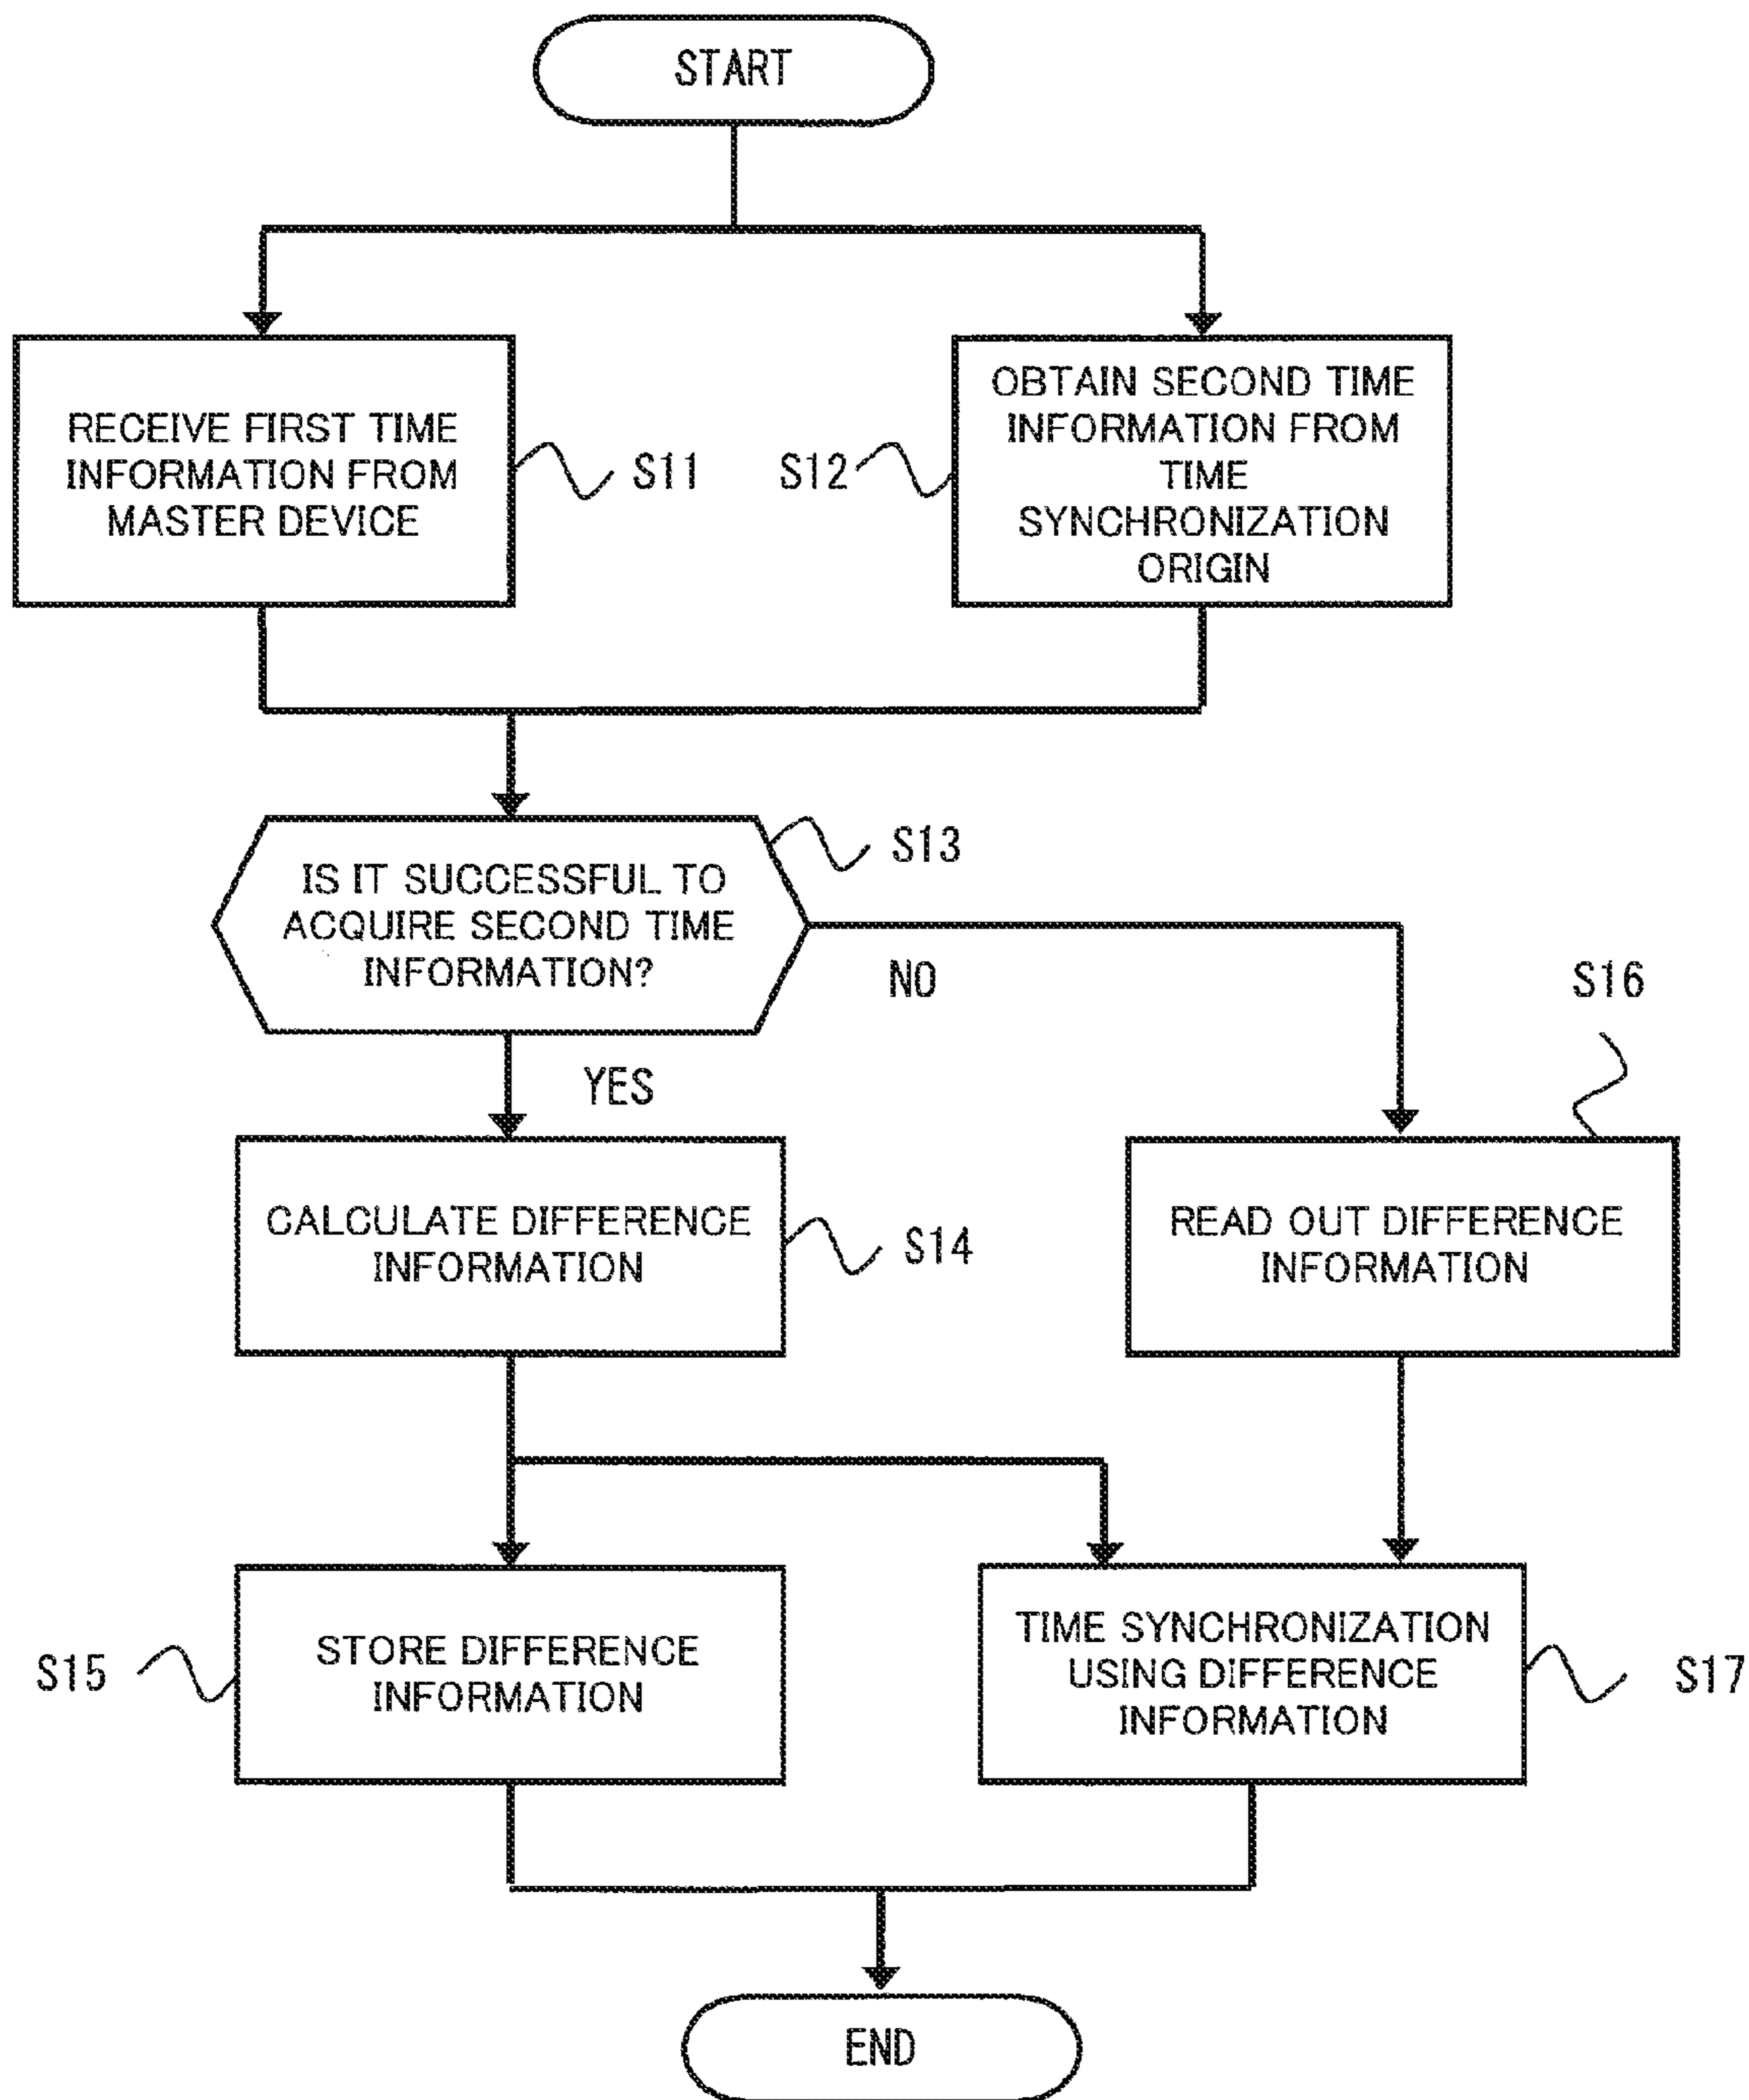 START
RECEIVE FIRST TIME
INFORMATION FROM
MASTER DEVICE
S11
S12
OBTAIN SECOND TIME
INFORMATION FROM
TIME
SYNCHRONIZATION
ORIGIN
IS IT SUCCESSFUL TO
ACQUIRE SECOND TIME
INFORMATION?
S13
NO
YES
S16
CALCULATE DIFFERENCE
INFORMATION
S14
READ OUT DIFFERENCE
INFORMATION
S15
STORE DIFFERENCE
INFORMATION
TIME SYNCHRONIZATION
USING DIFFERENCE
INFORMATION
S17
END